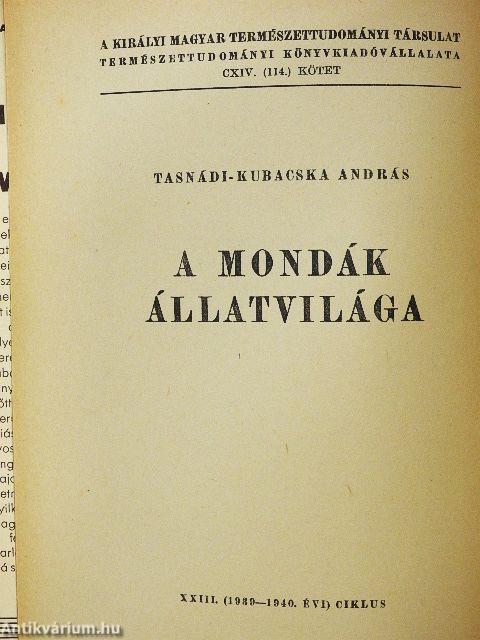 A KIRÁLYI MAGYAR TERMÉSZETTUDOMÁNYI TÁRSULAT
TERMÉSZETTUDOMÁNYI KÖNYVKIADÓVÁLLALATA
CXIV. (114.) KÖTET
TASNÁDI-KUBACSKA ANDRÁS
A MONDÁK
ÁLLATVILÁGA
XXIII. (1939—1940. ÉVI) CIKLUS
Antikvárium.hu